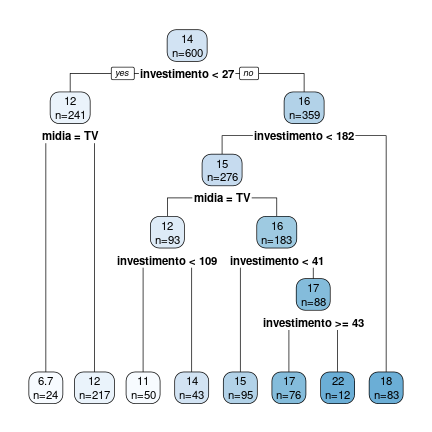 14
n=600
yes
investimento < 27
no
12
n=241
16
n=359
midia = TV
investimento < 182
15
n=276
midia = TV
12
n=93
16
n=183
investimento < 109
investimento < 41
17
n=88
investimento >= 43
6.7
n=24
12
n=217
11
n=50
14
n=43
15
n=95
17
n=76
22
n=12
18
n=83